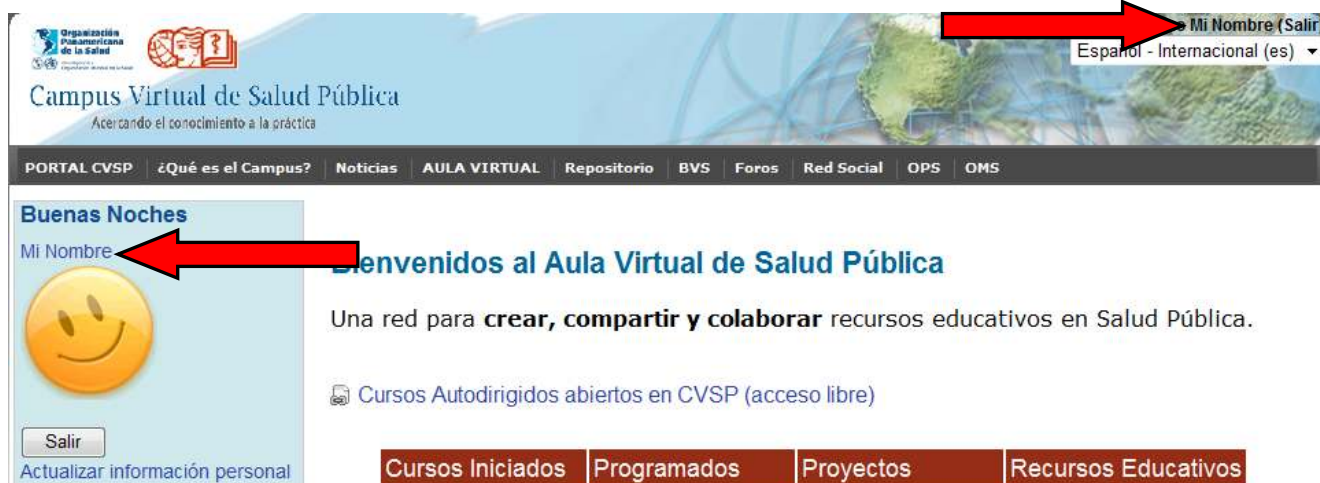 Organización
Panamericana
de la Salud
Mi Nombre (Salir
Español - Internacional (es)
Campus Virtual de Salud Pública
Acercando el conocimiento a la práctica
PORTAL CVSP ¿Qué es el Campus? Noticias AULA VIRTUAL Repositorio BVS Foros Red Social OPS OMS
Buenas Noches
Mi Nombre
Bienvenidos al Aula Virtual de Salud Pública
Una red para crear, compartir y colaborar recursos educativos en Salud Pública.
Cursos Autodirigidos abiertos en CVSP (acceso libre)
Salir
Actualizar información personal
Cursos Iniciados Programados Proyectos Recursos Educativos